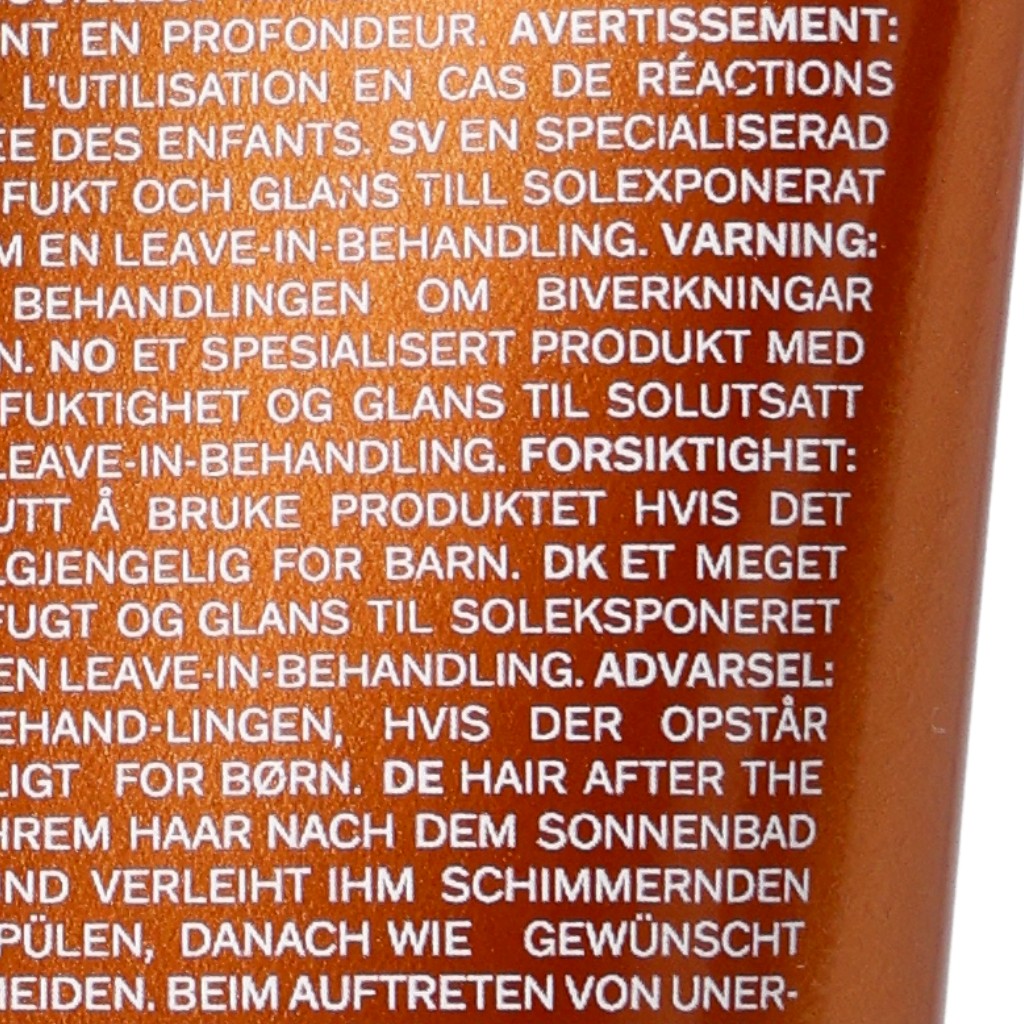 NT EN PROFONDEUR. AVERTISSEMENT:
L'UTILISATION EN CAS DE RÉACTIONS
EE DES ENFANTS. SV EN SPECIALISERAD
FUKT OCH GLANS TILL SOLEXPONERAT
M EN LEAVE-IN-BEHANDLING. VARNING:
BEHANDLINGEN OM BIVERKNINGAR
N. NO ET SPESIALISERT PRODUKT MED
FUKTIGHET OG GLANS TIL SOLUTSATT
LEAVE-IN-BEHANDLING. FORSIKTIGHET:
UTT Å BRUKE PRODUKTET HVIS DET
LGJENGELIG FOR BARN. DK ET MEGET
FUGT OG GLANS TIL SOLEKSPONERET
EN LEAVE-IN-BEHANDLING. ADVARSEL:
EHAND-LINGEN, HVIS DER OPSTÅR
LIGT FOR BØRN. DE HAIR AFTER THE
HREM HAAR NACH DEM SONNENBAD
IND VERLEIHT IHM SCHIMMERNDEN
PÜLEN, DANACH WIE GEWÜNSCHT
HEIDEN. BEIM AUFTRETEN VON UNER-